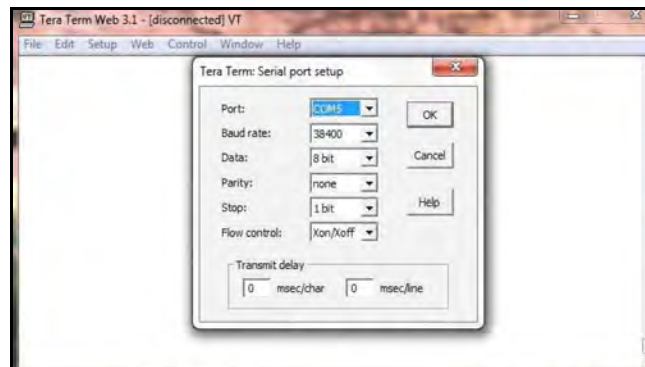 Tera Term Web 3.1 - [disconnected] VT
File Edit Setup Web Control Window Help
Tera Term: Serial port setup
Port: COM5 OK
Baud rate: 38400
Data: 8 bit Cancel
Parity: none
Stop: 1 bit Help
Flow control: Xon/Xoff
Transmit delay
0 msec/char 0 msec/line